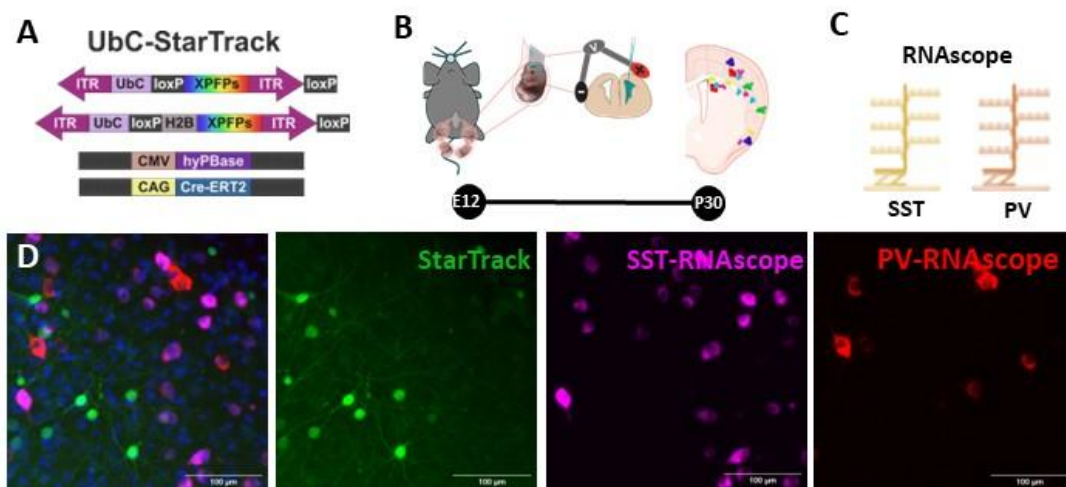 A
UbC-StarTrack
ITR UbC loxP XPFPs ITR loxP
ITR UbC loxP H2B XPFPs ITR loxP
CMV hyPBase
CAG Cre-ERT2
B
V
E12
P30
C
RNAscope
SST
PV
D
100 µm
StarTrack
100 µm
SST-RNAscope
100 µm
PV-RNAscope
100 µm